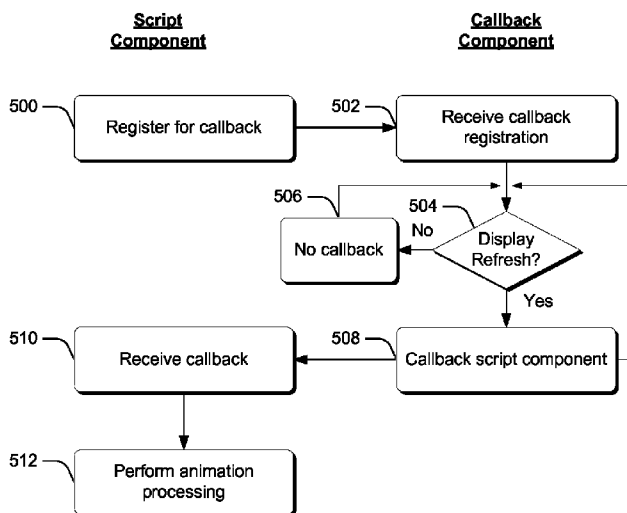 Script
Component
Callback
Component
500
Register for callback
502
Receive callback
registration
506
No callback
504
No
Display
Refresh?
Yes
510
Receive callback
508
Callback script component
512
Perform animation
processing